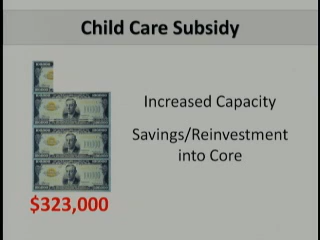 Child Care Subsidy
Increased Capacity
Savings/Reinvestment
into Core
$323,000